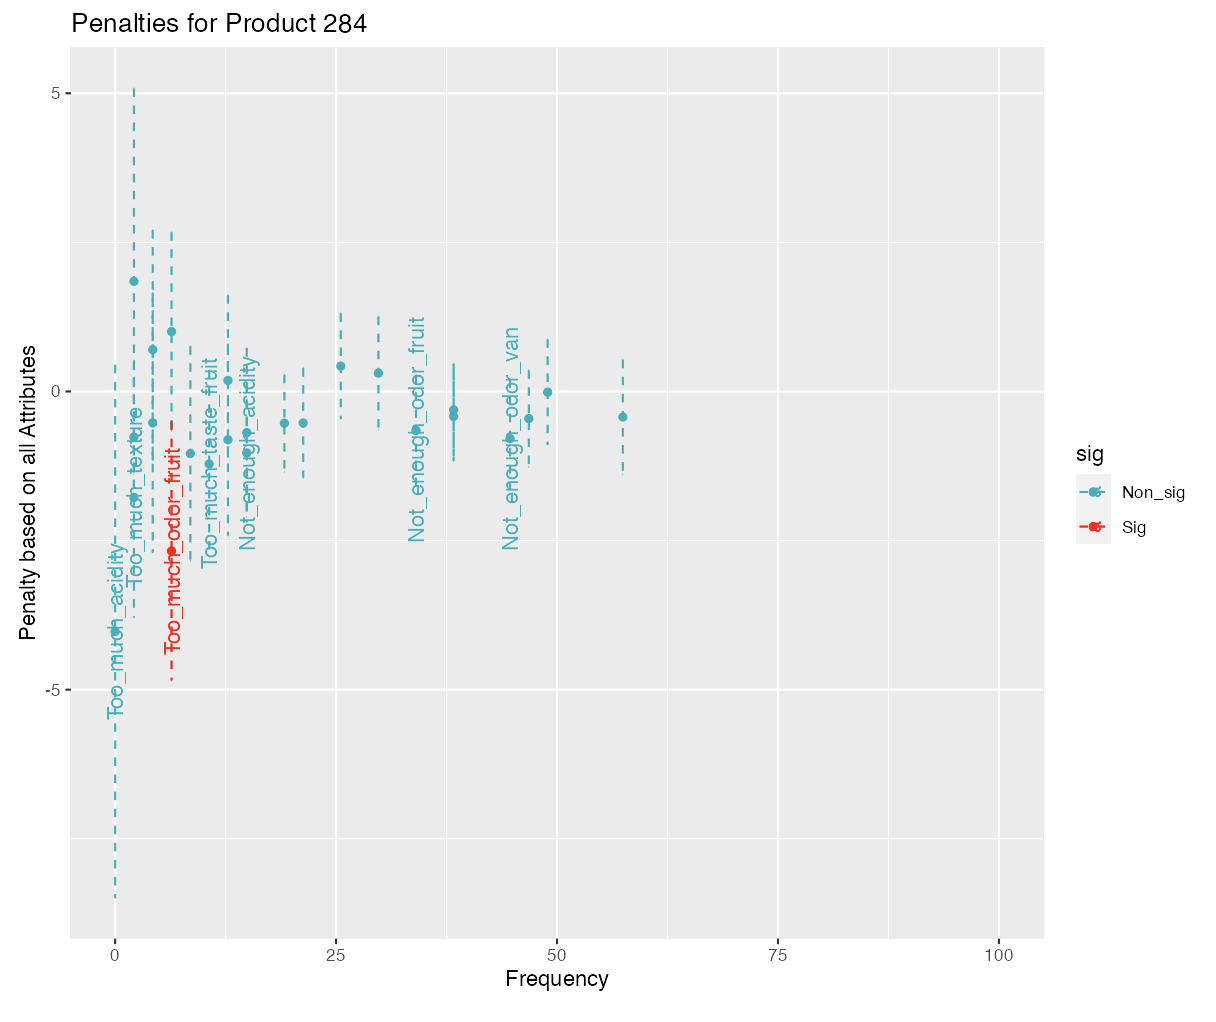 Penalties for Product 284
Penalty based on all Attributes
5
0
-5
Too_much_acidity
Too_much_texture
Too_much_odor_fruit
Too_much_taste_fruit
Not_enough_acidity
Not_enough_odor_fruit
Not_enough_odor_van
0
25
50
75
100
Frequency
sig
Non_sig
Sig